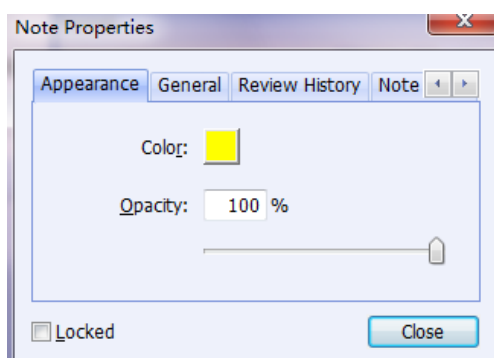 Note Properties
Appearance General Review History Note
Color:
Opacity: 100 %
Locked Close